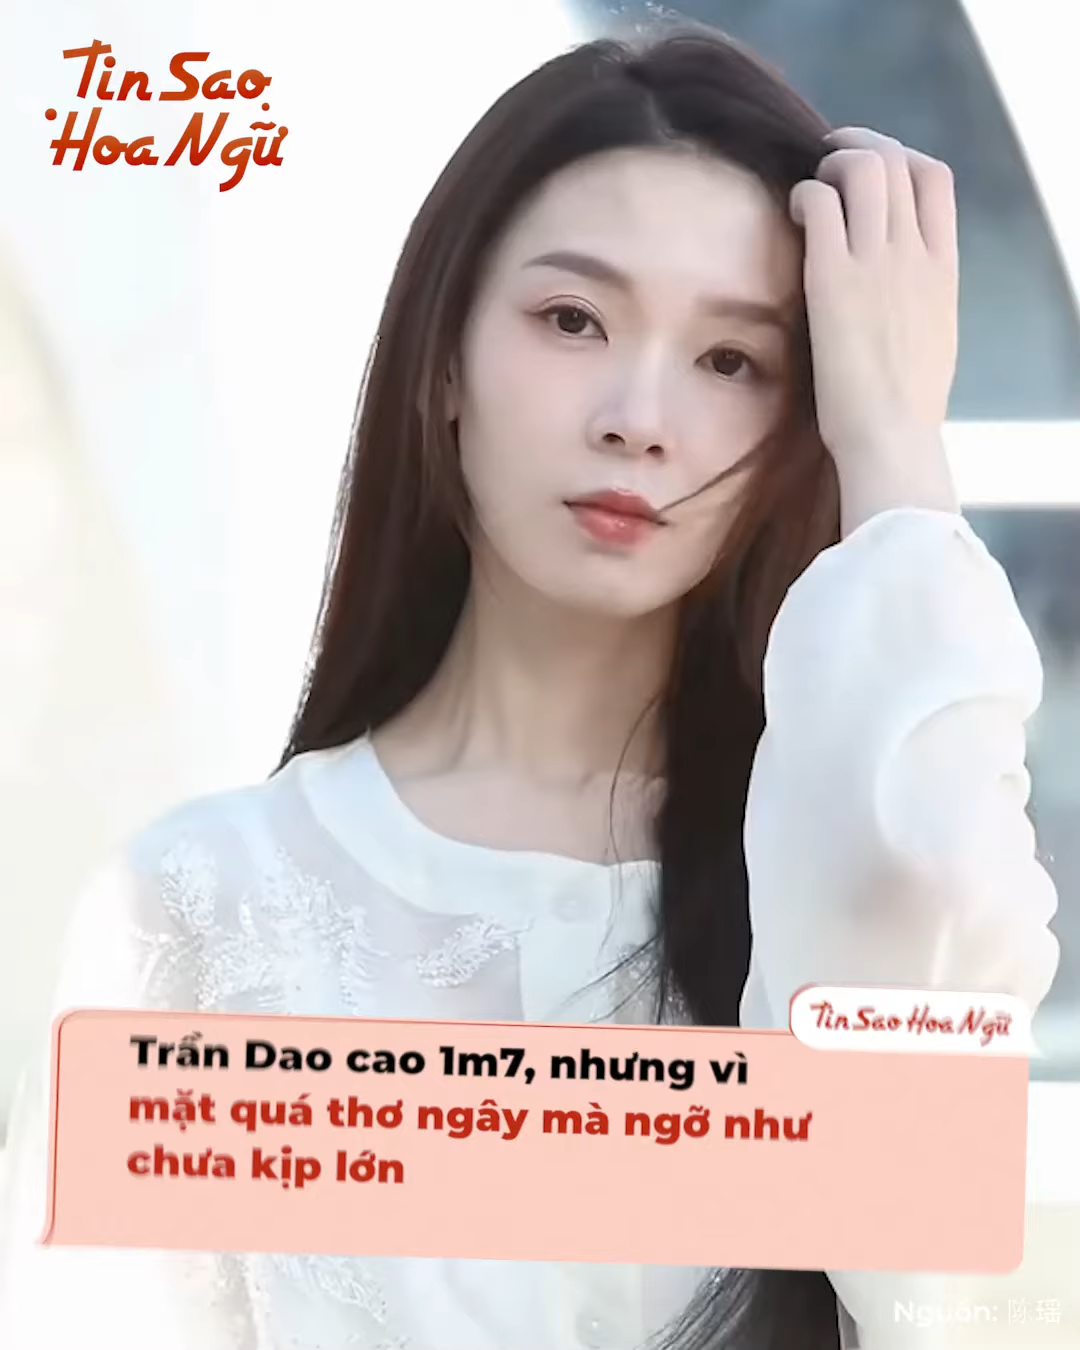 Tin Sao
Hoa Ngữ
Tin Sao Hoa Ngữ
Trần Dao cao 1m7, nhưng vì
mặt quá thơ ngây mà ngỡ như
chưa kịp lớn
Nguồn: 陈瑶